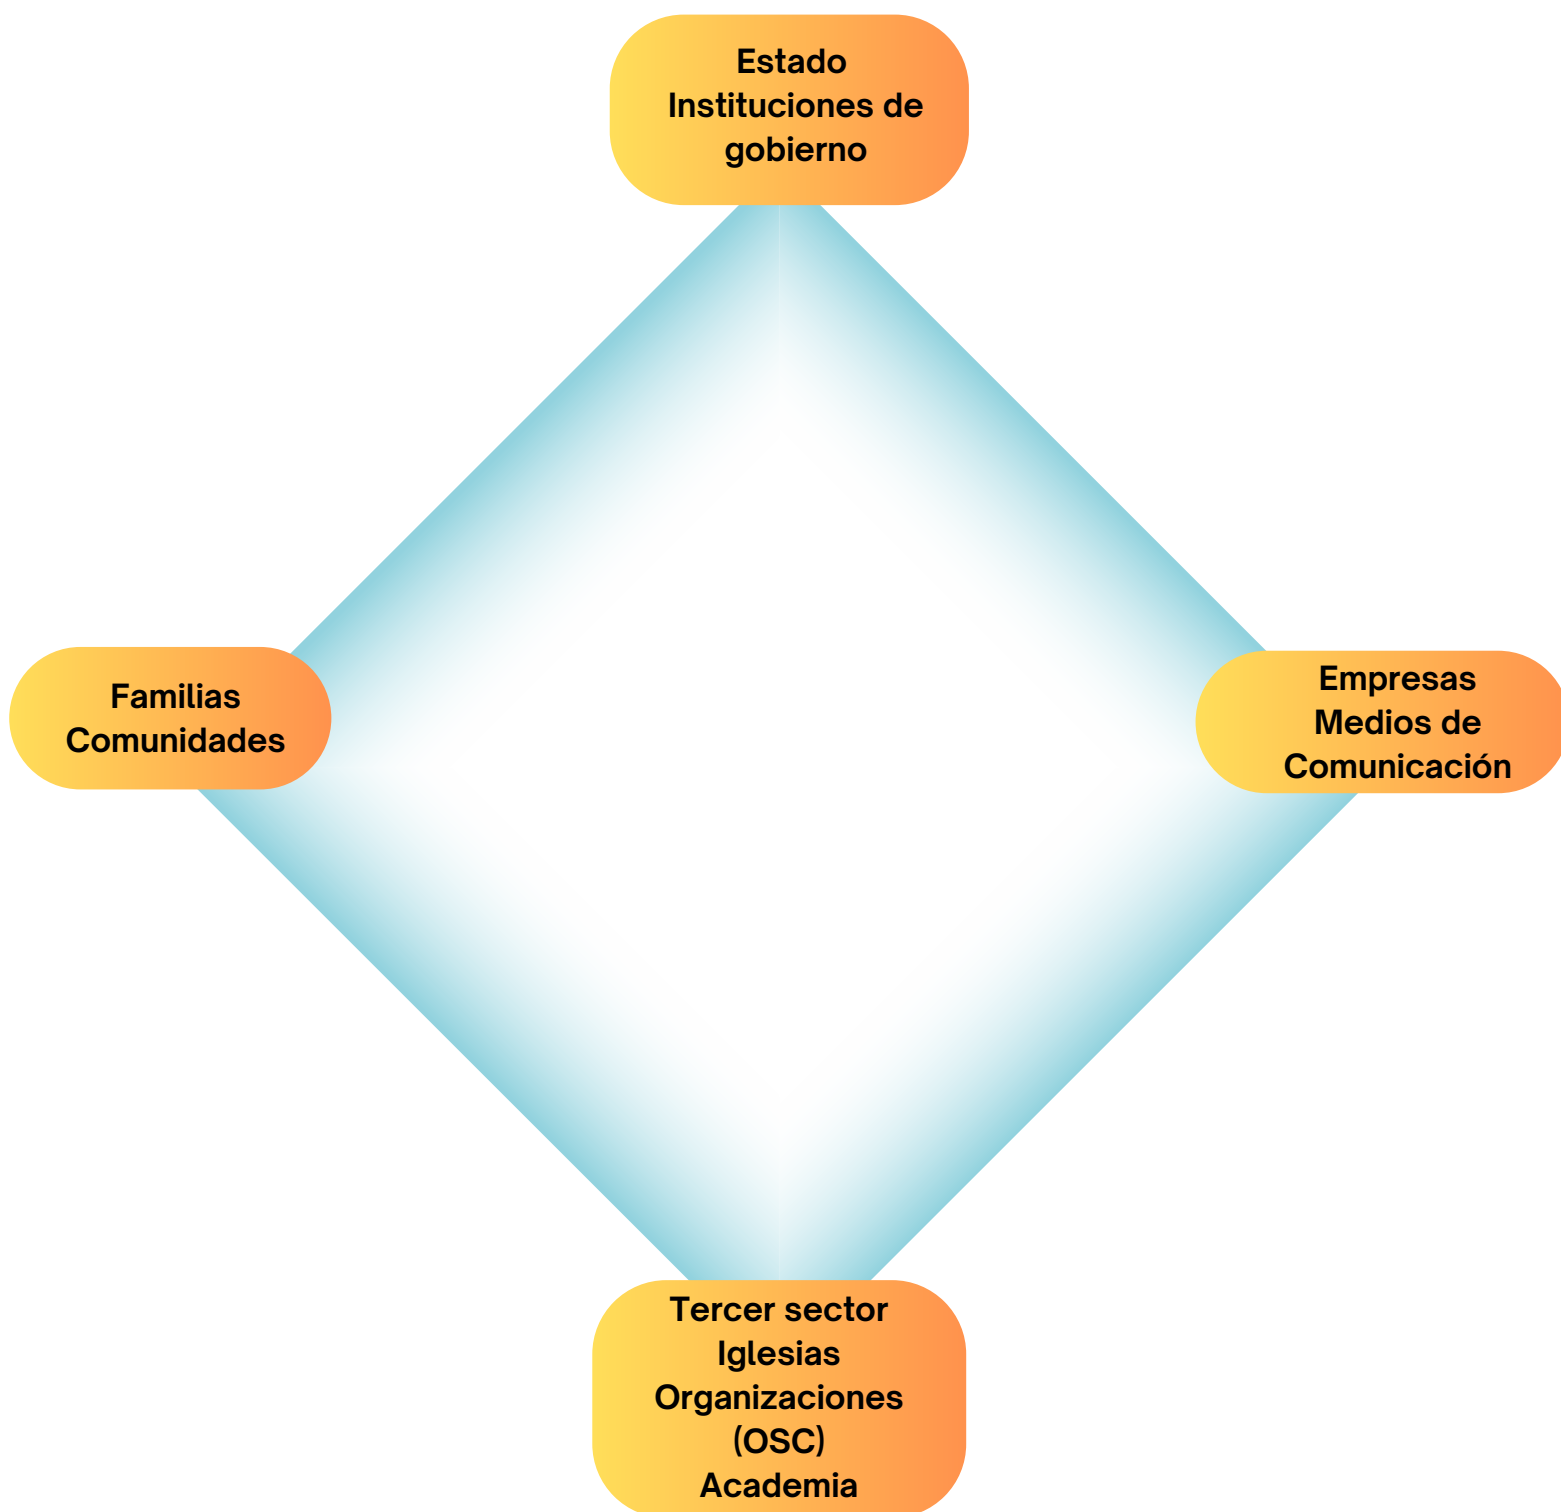 Estado
Instituciones de
gobierno
Familias
Comunidades
Empresas
Medios de
Comunicación
Tercer sector
Iglesias
Organizaciones
(OSC)
Academia